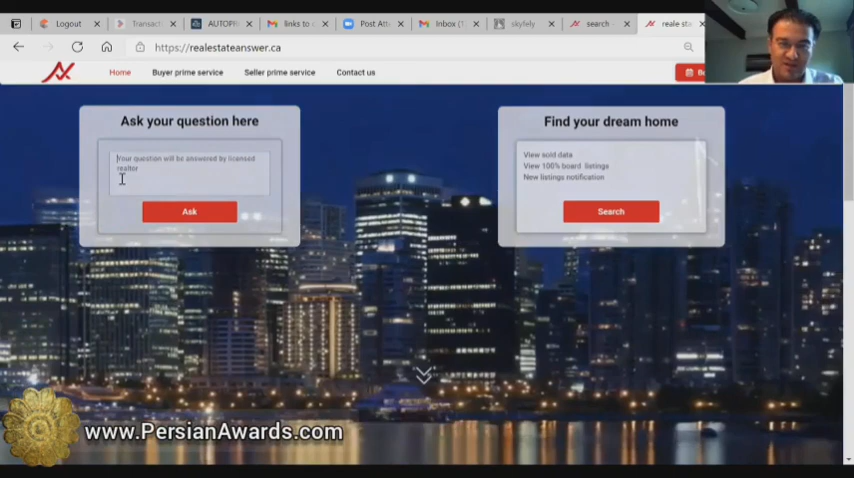 Logout
Transact
AUTOPR
links to c
Post Atta
Inbox (1
skyfely
search
reale sta
https://realestateanswer.ca
Home
Buyer prime service
Seller prime service
Contact us
Ask your question here
Your question will be answered by licensed
realtor
Ask
Find your dream home
View sold data
View 100% board listings
New listings notification
Search
www.PersianAwards.com